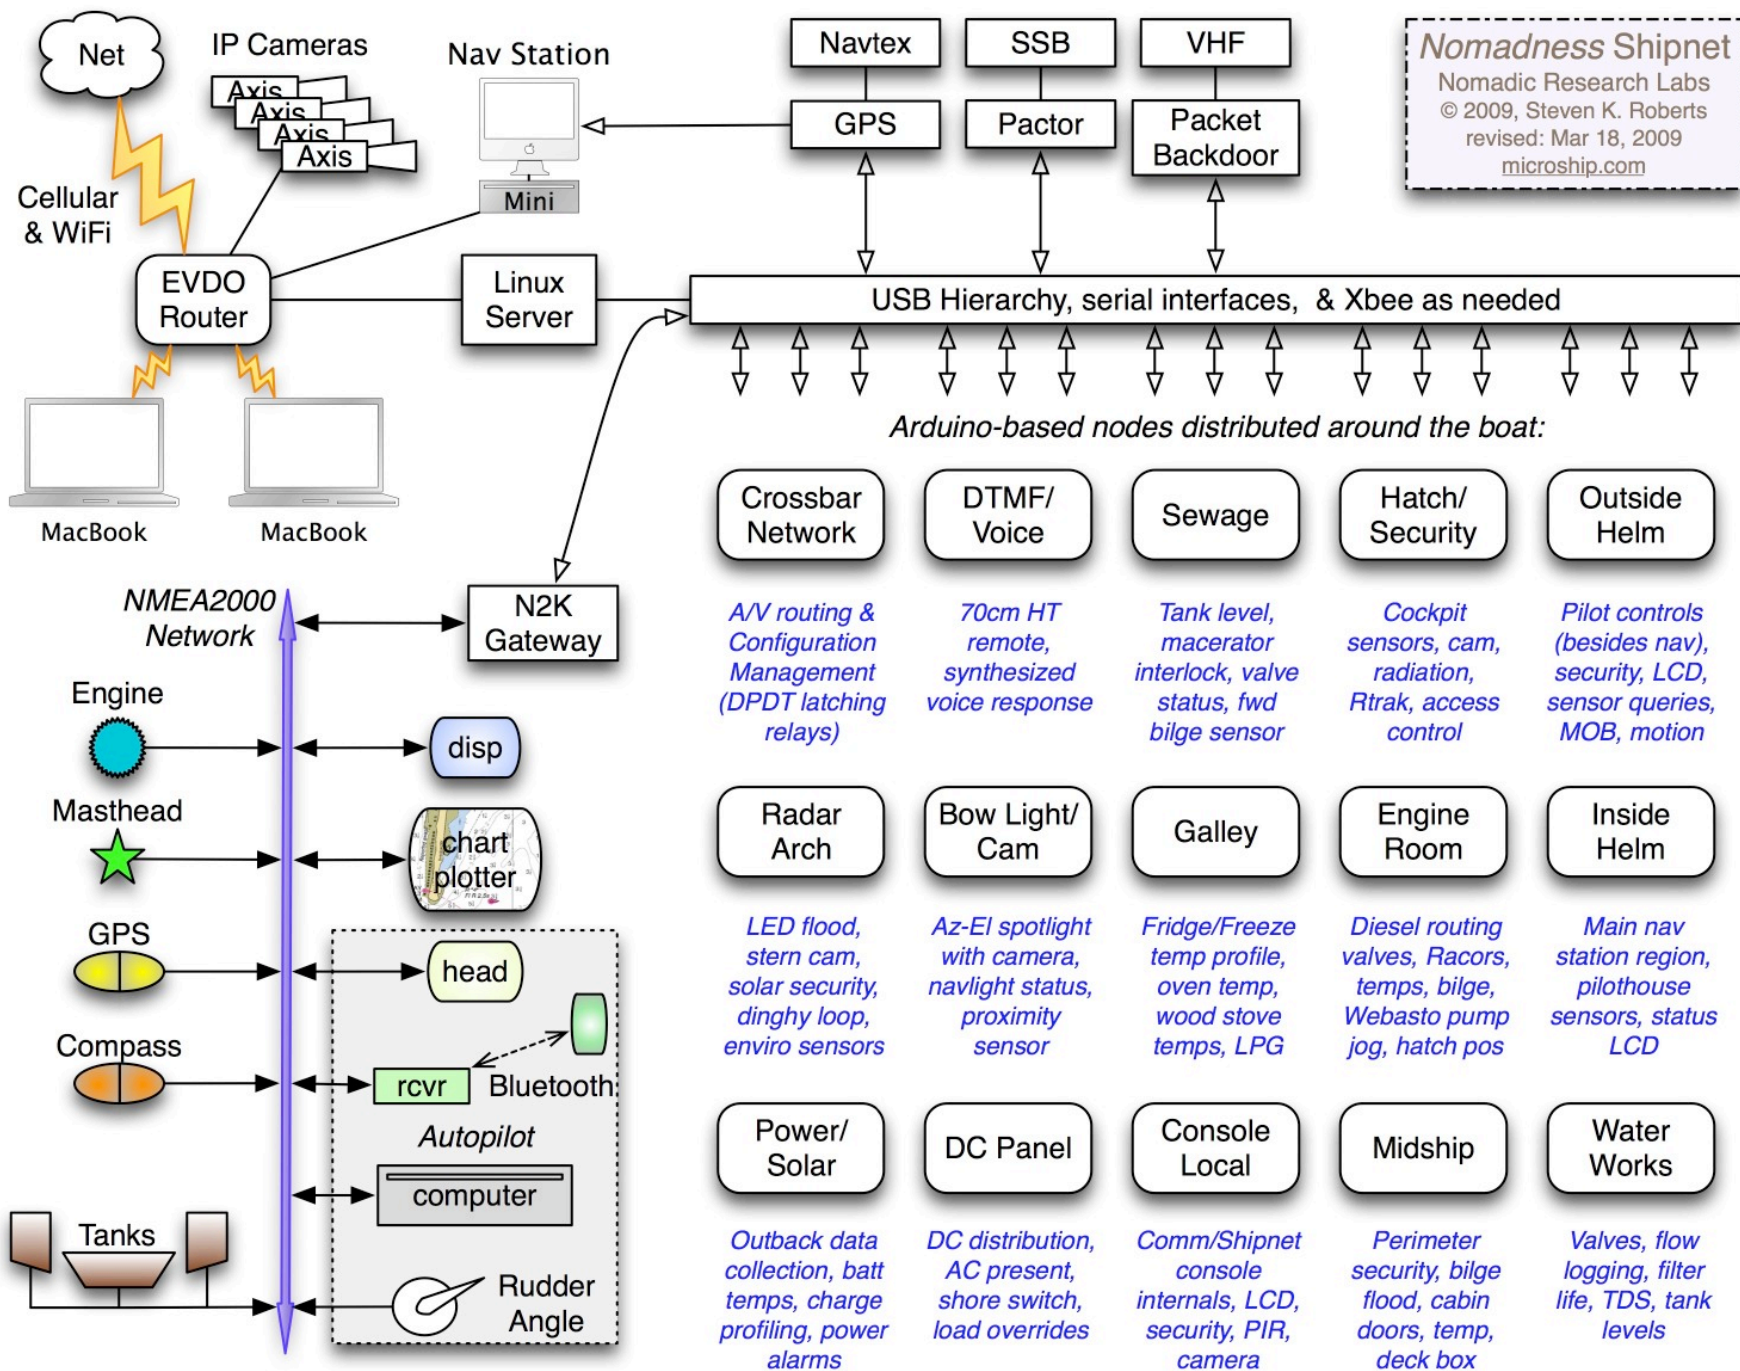 Net
IP Cameras
Axis
Axis
Axis
Axis
Nav Station
Mini
Navtex
GPS
SSB
Pactor
VHF
Packet
Backdoor
Nomadness Shipnet
Nomadic Research Labs
© 2009, Steven K. Roberts
revised: Mar 18, 2009
microship.com
Cellular
& WiFi
EVDO
Router
Linux
Server
USB Hierarchy, serial interfaces,  & Xbee as needed
MacBook
MacBook
Arduino-based nodes distributed around the boat:
Crossbar
Network
A/V routing &
Configuration
Management
(DPDT latching
relays)
DTMF/
Voice
70cm HT
remote,
synthesized
voice response
Sewage
Tank level,
macerator
interlock, valve
status, fwd
bilge sensor
Hatch/
Security
Cockpit
sensors, cam,
radiation,
Rtrak, access
control
Outside
Helm
Pilot controls
(besides nav),
security, LCD,
sensor queries,
MOB, motion
Radar
Arch
LED flood,
stern cam,
solar security,
dinghy loop,
enviro sensors
Bow Light/
Cam
Az-El spotlight
with camera,
navlight status,
proximity
sensor
Galley
Fridge/Freeze
temp profile,
oven temp,
wood stove
temps, LPG
Engine
Room
Diesel routing
valves, Racors,
temps, bilge,
Webasto pump
jog, hatch pos
Inside
Helm
Main nav
station region,
pilothouse
sensors, status
LCD
Power/
Solar
Outback data
collection, batt
temps, charge
profiling, power
alarms
DC Panel
DC distribution,
AC present,
shore switch,
load overrides
Console
Local
Comm/Shipnet
console
internals, LCD,
security, PIR,
camera
Midship
Perimeter
security, bilge
flood, cabin
doors, temp,
deck box
Water
Works
Valves, flow
logging, filter
life, TDS, tank
levels
NMEA2000
Network
N2K
Gateway
Engine
disp
Masthead
chart
plotter
GPS
head
Compass
rcvr
Bluetooth
Autopilot
computer
Tanks
Rudder
Angle